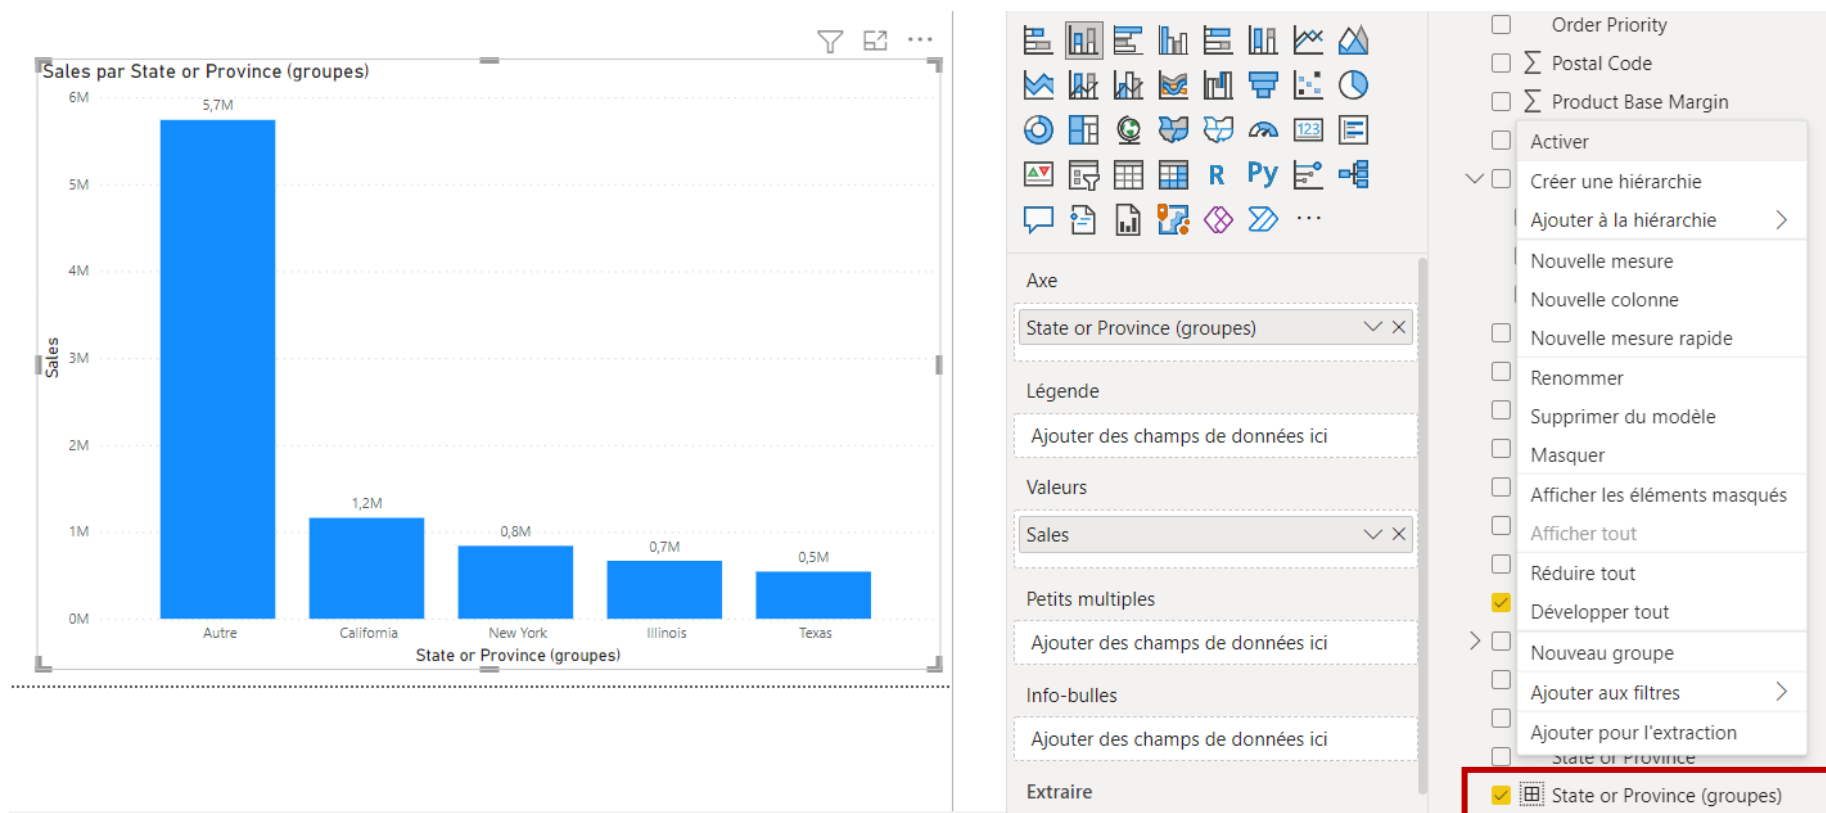 Sales par State or Province (groupes)
6M
5M
4M
3M
2M
1M
0M
Sales
5,7M
1,2M
0,8M
0,7M
0,5M
Autre
California
New York
Illinois
Texas
State or Province (groupes)
123
R
Py
Axe
State or Province (groupes)
Légende
Ajouter des champs de données ici
Valeurs
Sales
Petits multiples
Ajouter des champs de données ici
Info-bulles
Ajouter des champs de données ici
Extraire
Order Priority
Postal Code
Product Base Margin
Activer
Créer une hiérarchie
Ajouter à la hiérarchie
Nouvelle mesure
Nouvelle colonne
Nouvelle mesure rapide
Renommer
Supprimer du modèle
Masquer
Afficher les éléments masqués
Afficher tout
Réduire tout
Développer tout
Nouveau groupe
Ajouter aux filtres
Ajouter pour l'extraction
State or Province
State or Province (groupes)